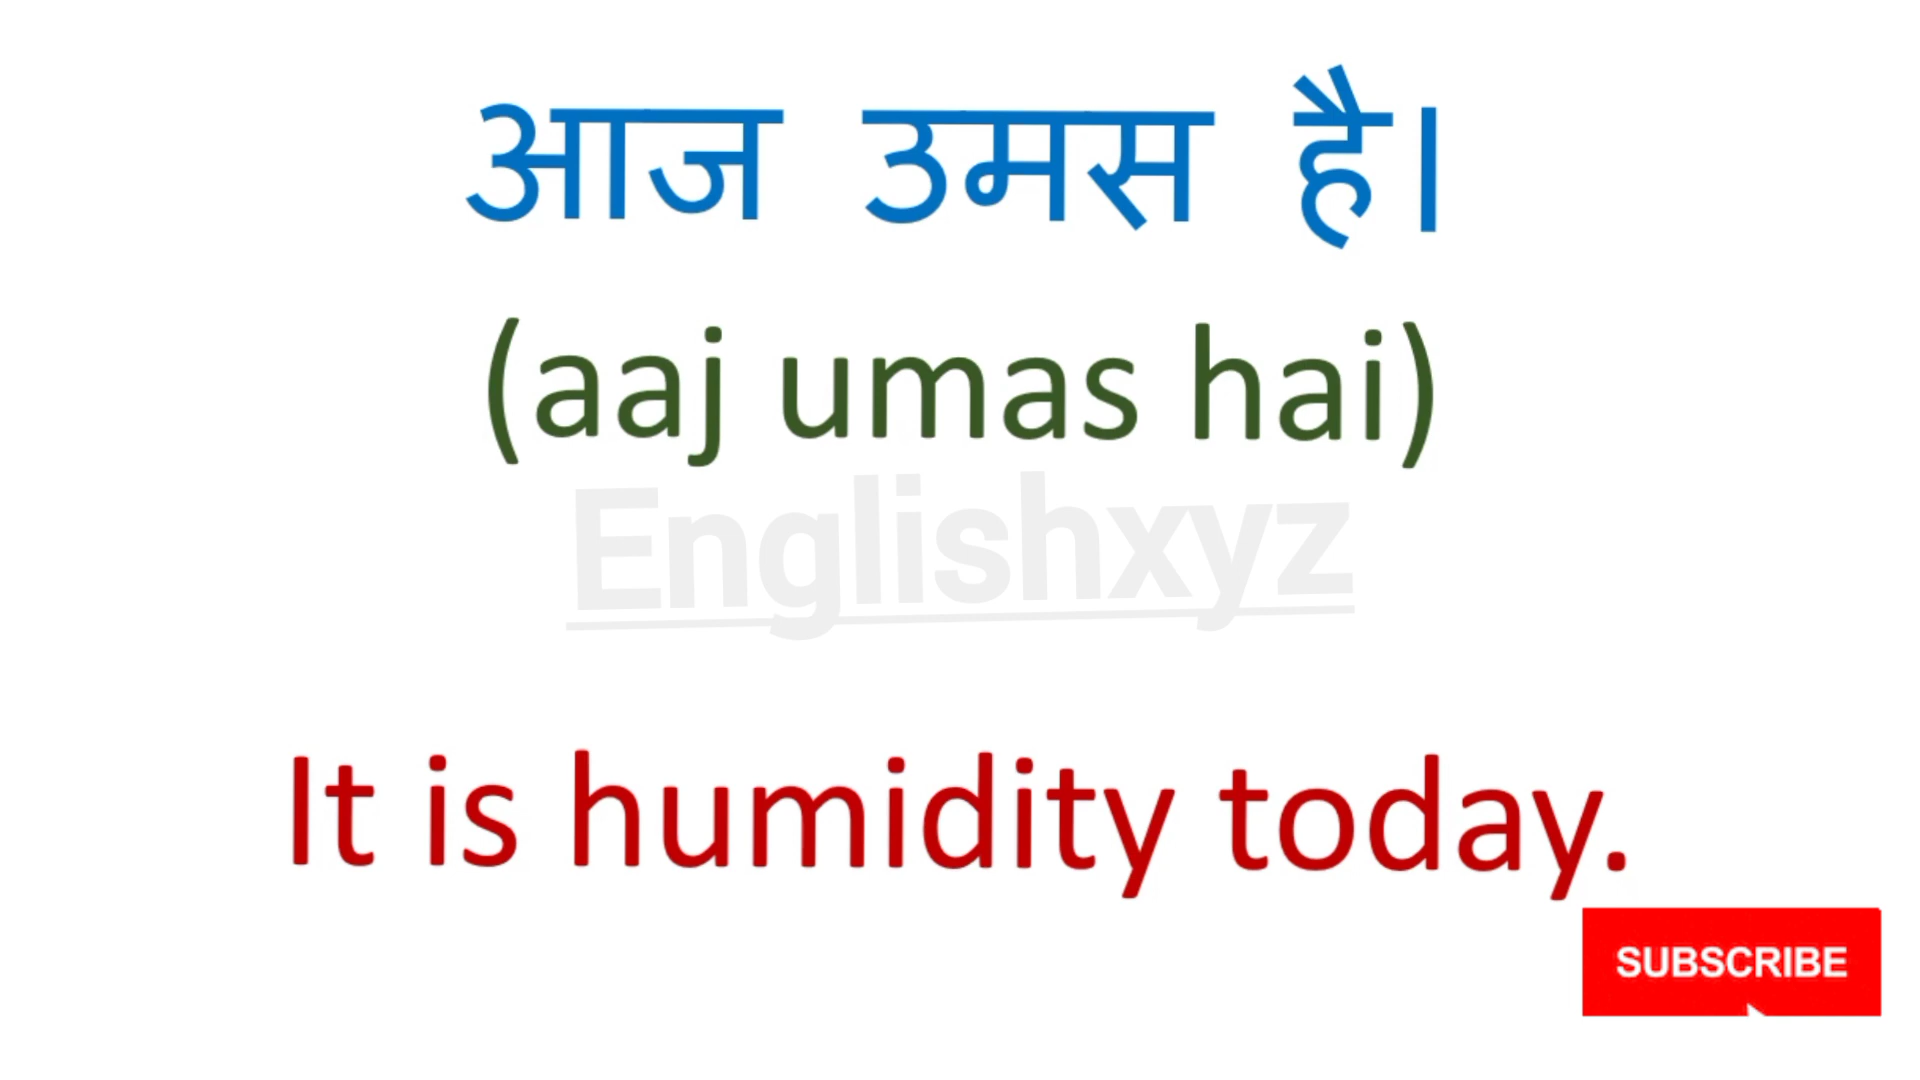 आज उमस है।
(aaj umas hai)
Englishxyz
It is humidity today.
SUBSCRIBE